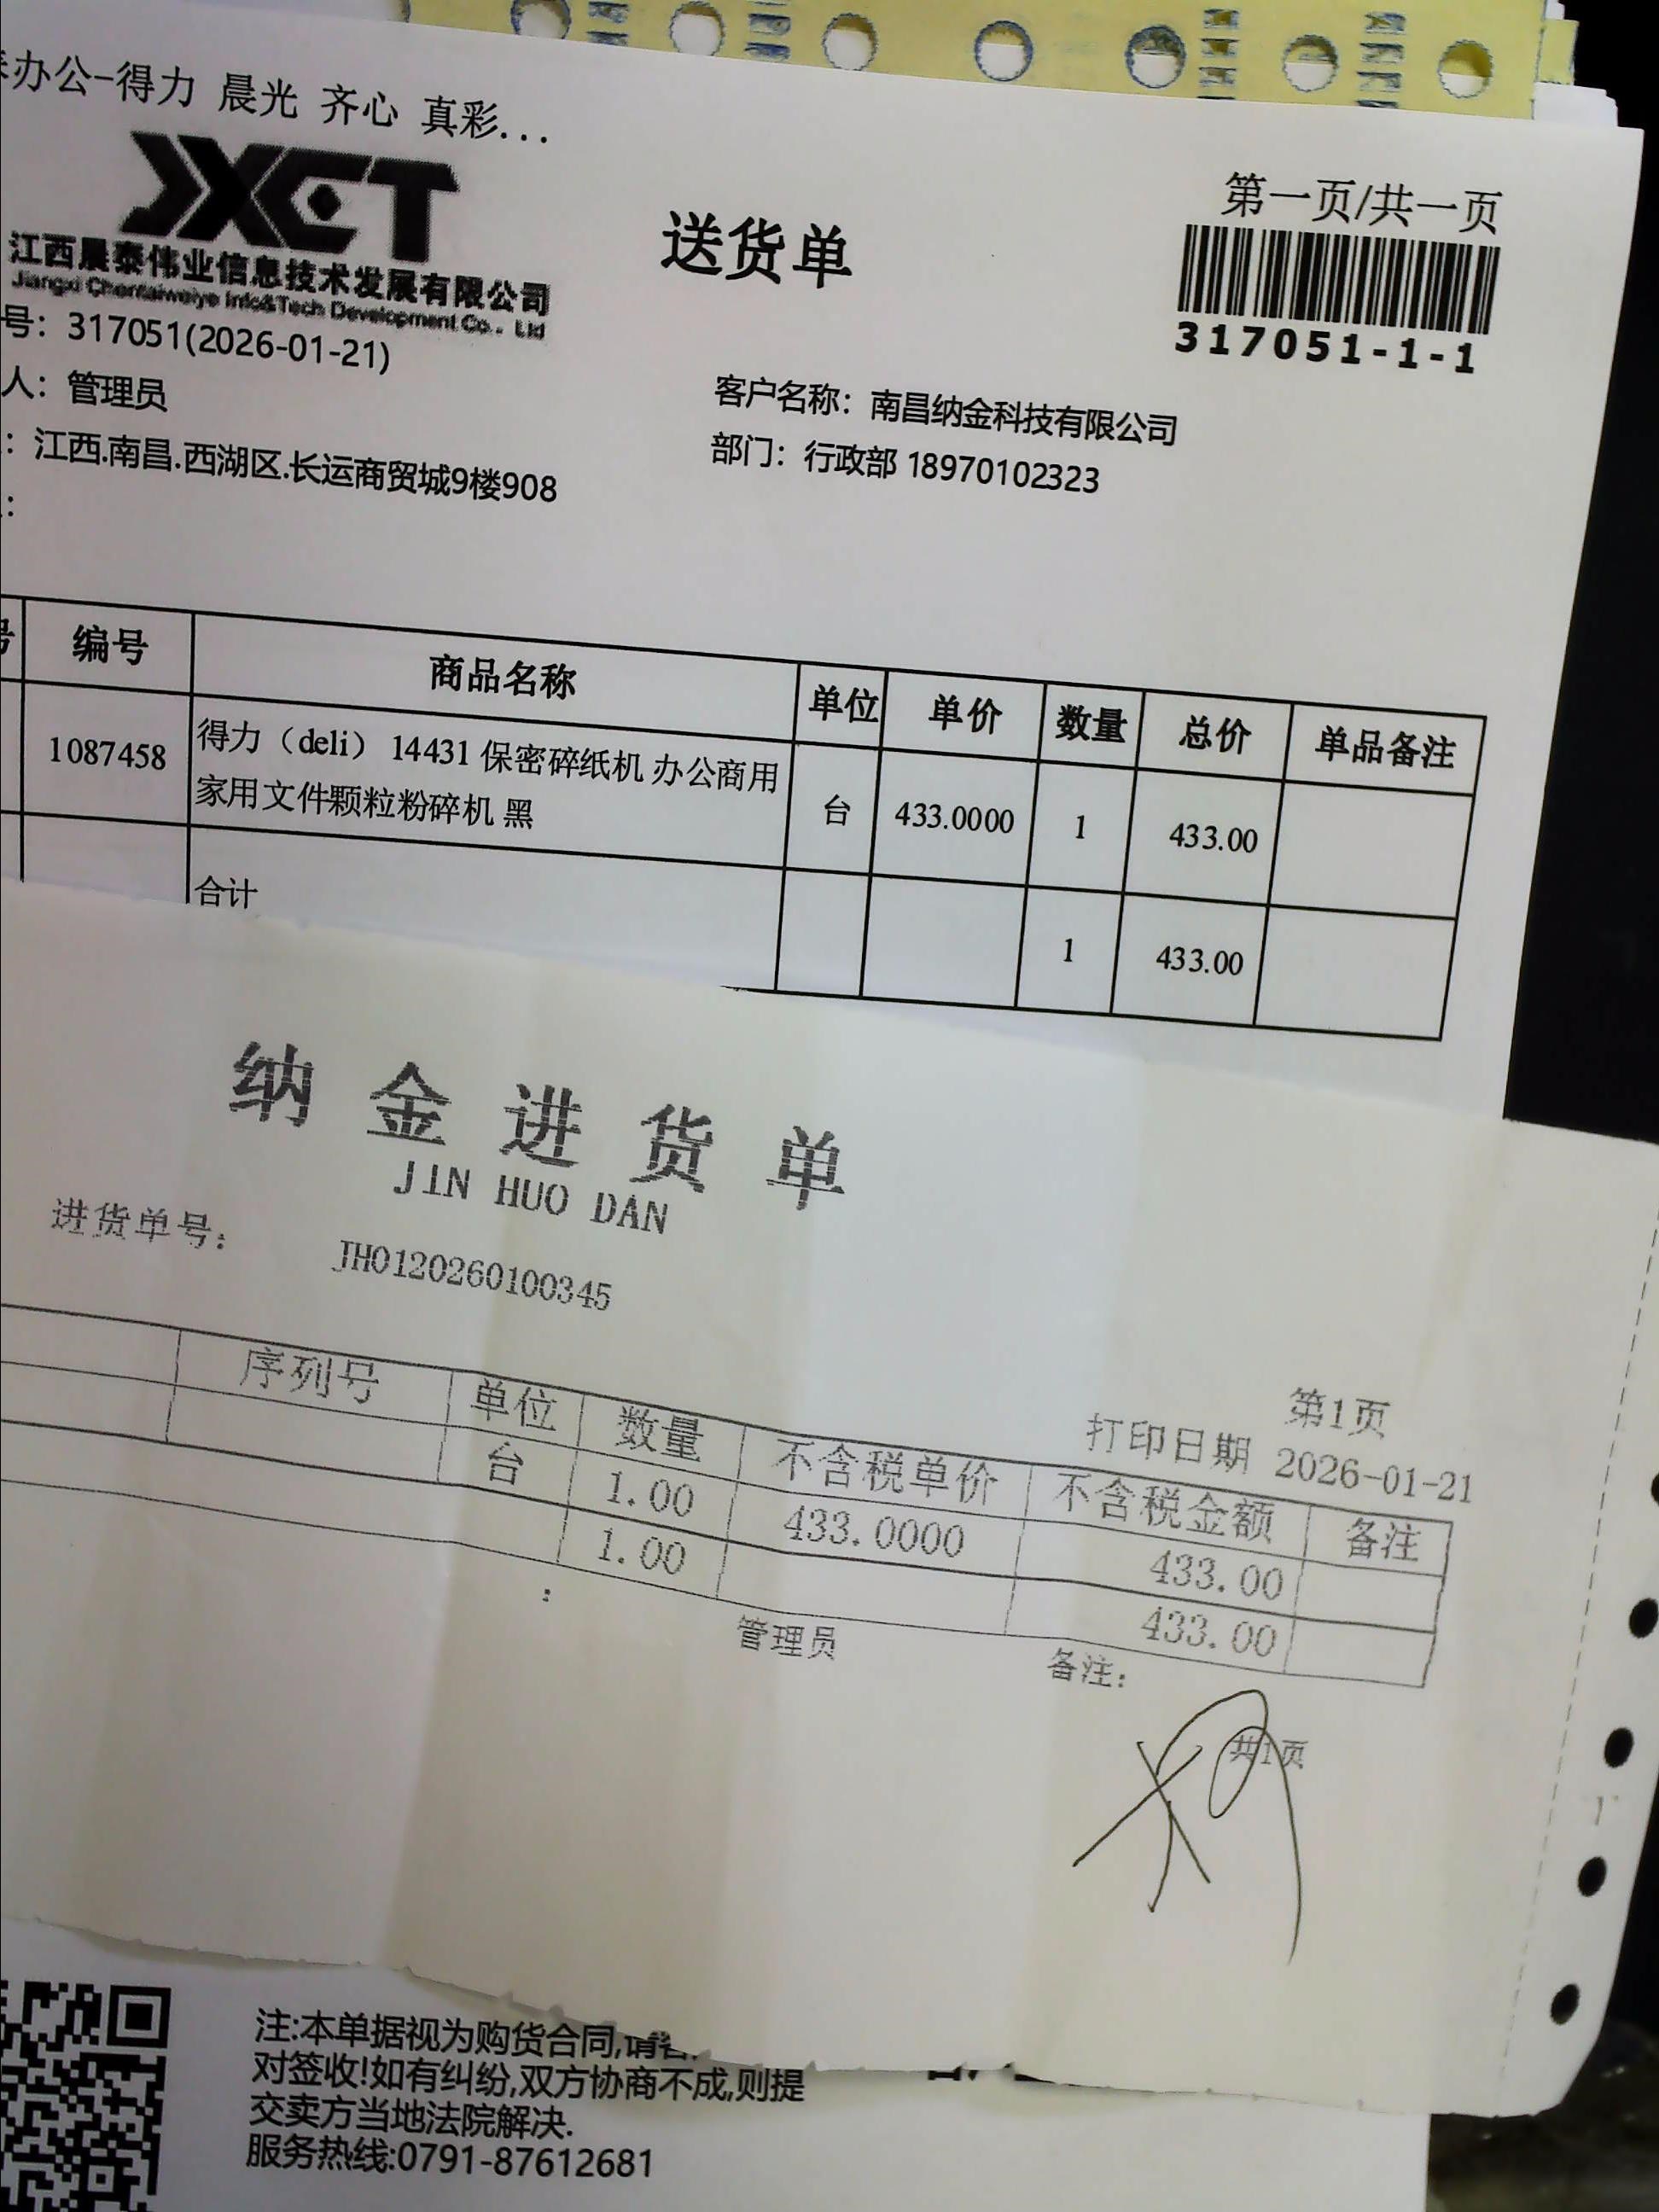 办公-得力 晨光 齐心 真彩...
JXCT
江西晨泰伟业信息技术发展有限公司
Jiangxi Chentaiweiye Info&Tech Development Co., Ltd
送货单
第一页/共一页
317051-1-1
号：317051(2026-01-21)
人：管理员
：江西.南昌.西湖区.长运商贸城9楼908
：
客户名称：南昌纳金科技有限公司
部门：行政部 18970102323
号 编号 商品名称 单位 单价 数量 总价 单品备注
1087458 得力（deli） 14431 保密碎纸机 办公商用 台 433.0000 1 433.00
家用文件颗粒粉碎机 黑
合计 1 433.00
纳金进货单
JIN HUO DAN
进货单号： JH0120260100345
第1页
打印日期 2026-01-21
序列号 单位 数量 不含税单价 不含税金额 备注
台 1.00 433.0000 433.00
1.00 433.00
： 管理员 备注：
共1页
注:本单据视为购货合同,请
对签收!如有纠纷,双方协商不成,则提
交卖方当地法院解决.
服务热线:0791-87612681